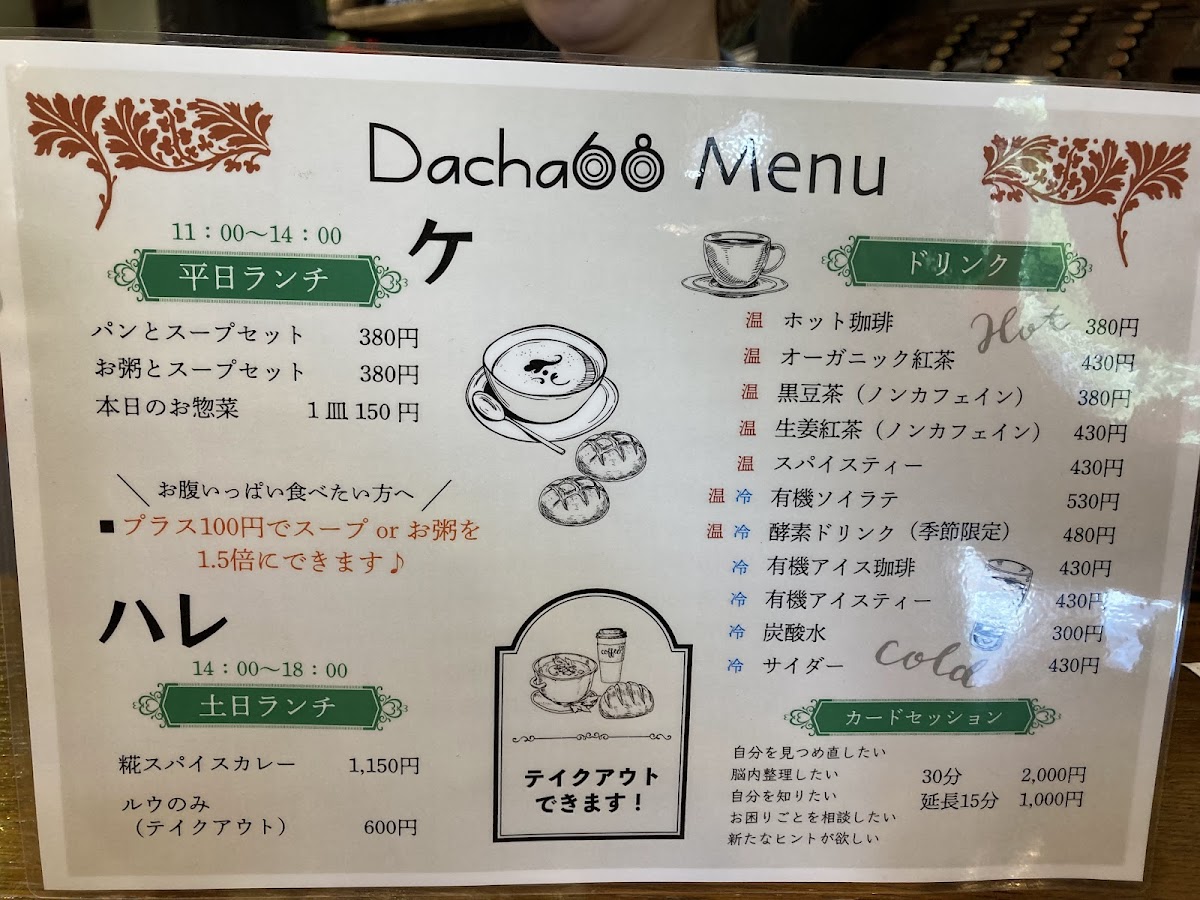 Dacha68 Menu
ケ
11：00～14：00
平日ランチ
パンとスープセット 380円
お粥とスープセット 380円
本日のお惣菜 1皿 150 円
＼ お腹いっぱい食べたい方へ ／
■ プラス100円でスープ or お粥を
1.5倍にできます♪
ハレ
14：00～18：00
土日ランチ
糀スパイスカレー 1,150円
ルウのみ
（テイクアウト） 600円
coffee
テイクアウト
できます！
ドリンク
Hot
温 ホット珈琲 380円
温 オーガニック紅茶 430円
温 黒豆茶（ノンカフェイン） 380円
温 生姜紅茶（ノンカフェイン） 430円
温 スパイスティー 430円
温 冷 有機ソイラテ 530円
温 冷 酵素ドリンク（季節限定） 480円
冷 有機アイス珈琲 430円
冷 有機アイスティー 430円
冷 炭酸水 300円
冷 サイダー 430円
cold
カードセッション
自分を見つめ直したい
脳内整理したい 30分 2,000円
自分を知りたい 延長15分 1,000円
お困りごとを相談したい
新たなヒントが欲しい